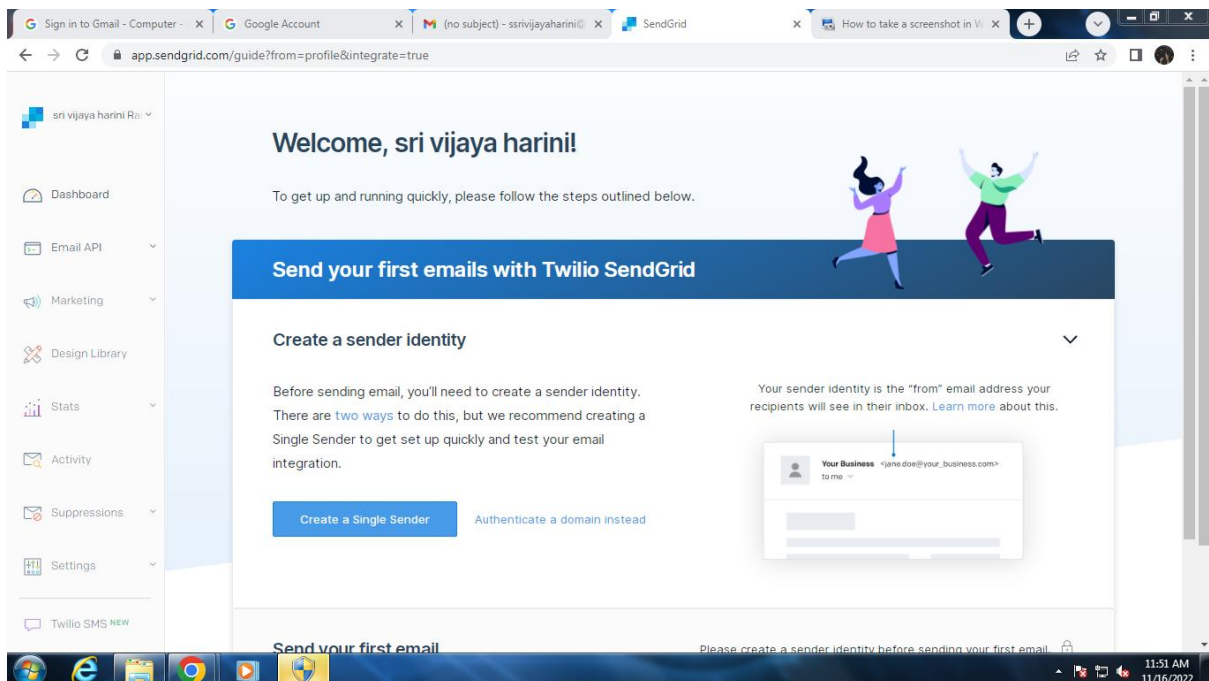 Sign in to Gmail - Computer -
Google Account
(no subject) - ssrivijayaharini@
SendGrid
How to take a screenshot in W
app.sendgrid.com/guide?from=profile&integrate=true
sri vijaya harini Ra
Dashboard
Email API
Marketing
Design Library
Stats
Activity
Suppressions
Settings
Twilio SMS NEW
Welcome, sri vijaya harini!
To get up and running quickly, please follow the steps outlined below.
Send your first emails with Twilio SendGrid
Create a sender identity
Before sending email, you'll need to create a sender identity.
There are two ways to do this, but we recommend creating a
Single Sender to get set up quickly and test your email
integration.
Create a Single Sender
Authenticate a domain instead
Your sender identity is the "from" email address your
recipients will see in their inbox. Learn more about this.
Your Business <jane.doe@your_business.com>
to me
Send your first email
Please create a sender identity before sending your first email.
11:51 AM
11/16/2022